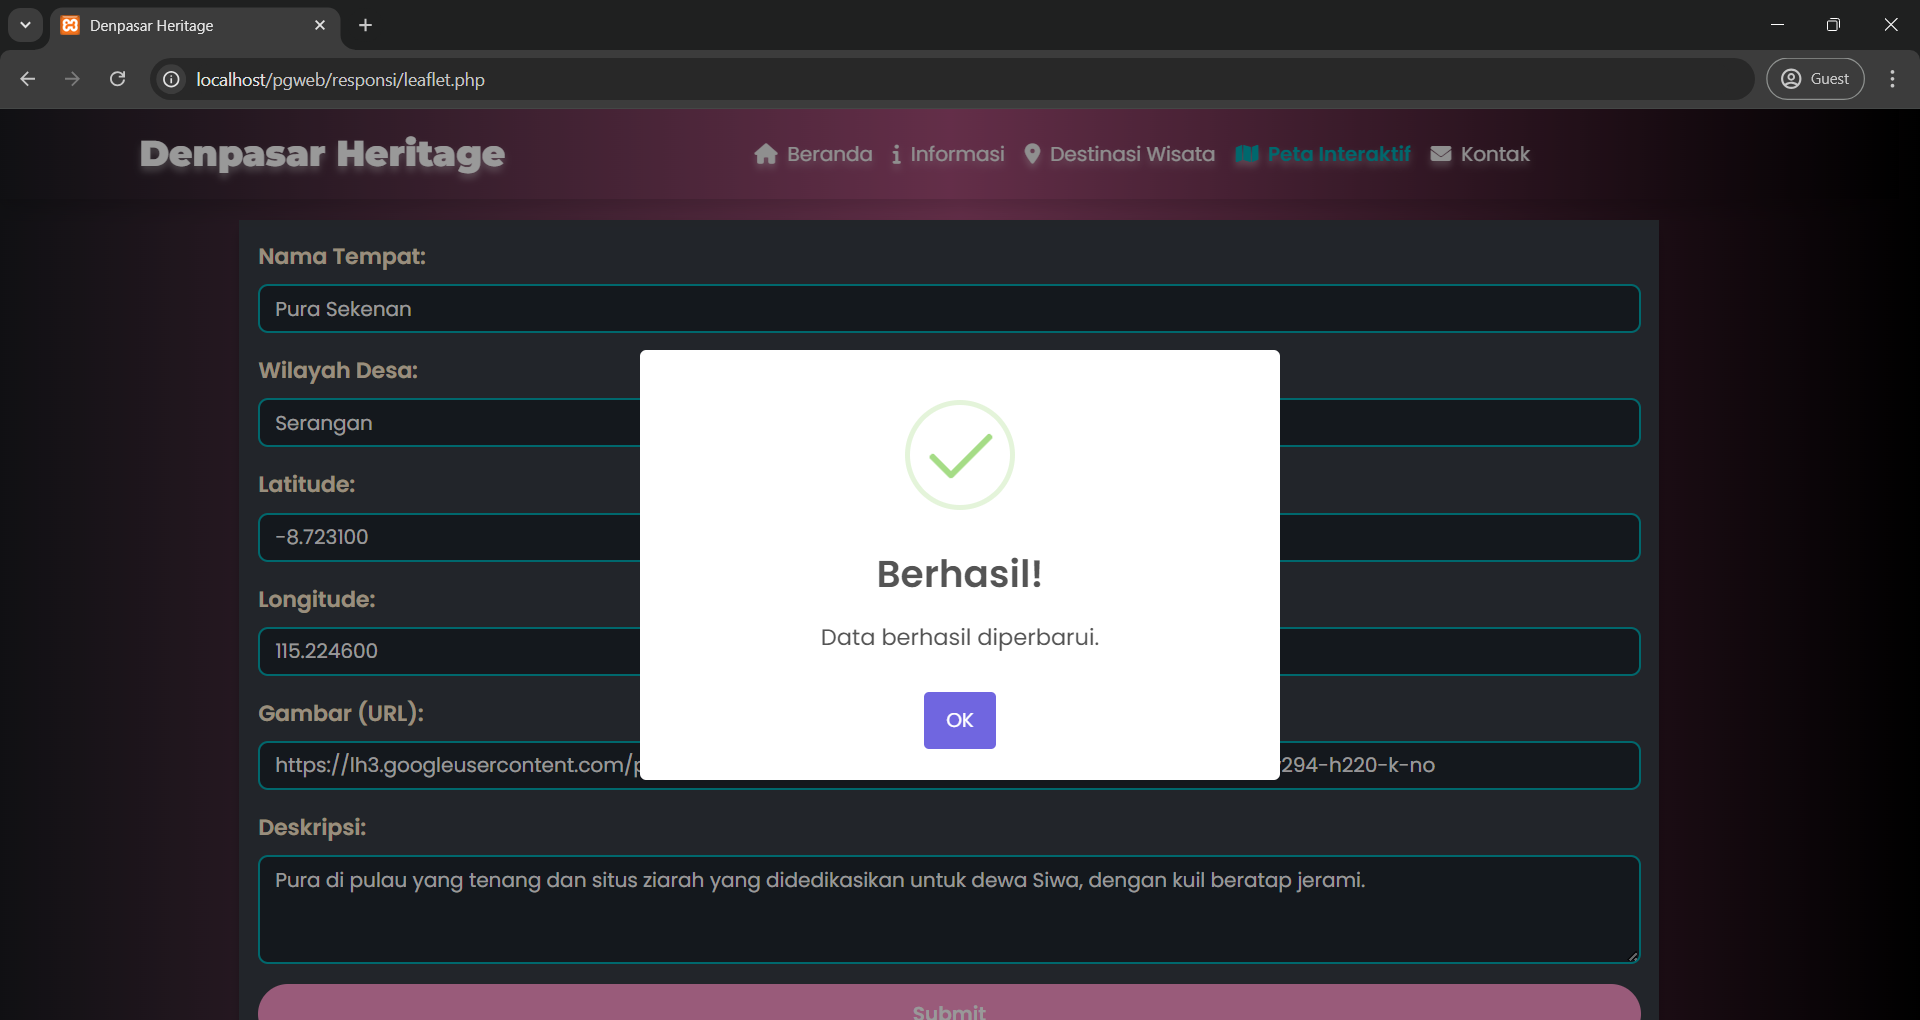 Denpasar Heritage
localhost/pgweb/responsi/leaflet.php
Guest
Denpasar Heritage
Beranda
Informasi
Destinasi Wisata
Peta Interaktif
Kontak
Nama Tempat:
Pura Sekenan
Wilayah Desa:
Serangan
Latitude:
-8.723100
Longitude:
115.224600
Gambar (URL):
https://lh3.googleusercontent.com/
294-h220-k-no
Deskripsi:
Pura di pulau yang tenang dan situs ziarah yang didedikasikan untuk dewa Siwa, dengan kuil beratap jerami.
Submit
Berhasil!
Data berhasil diperbarui.
OK